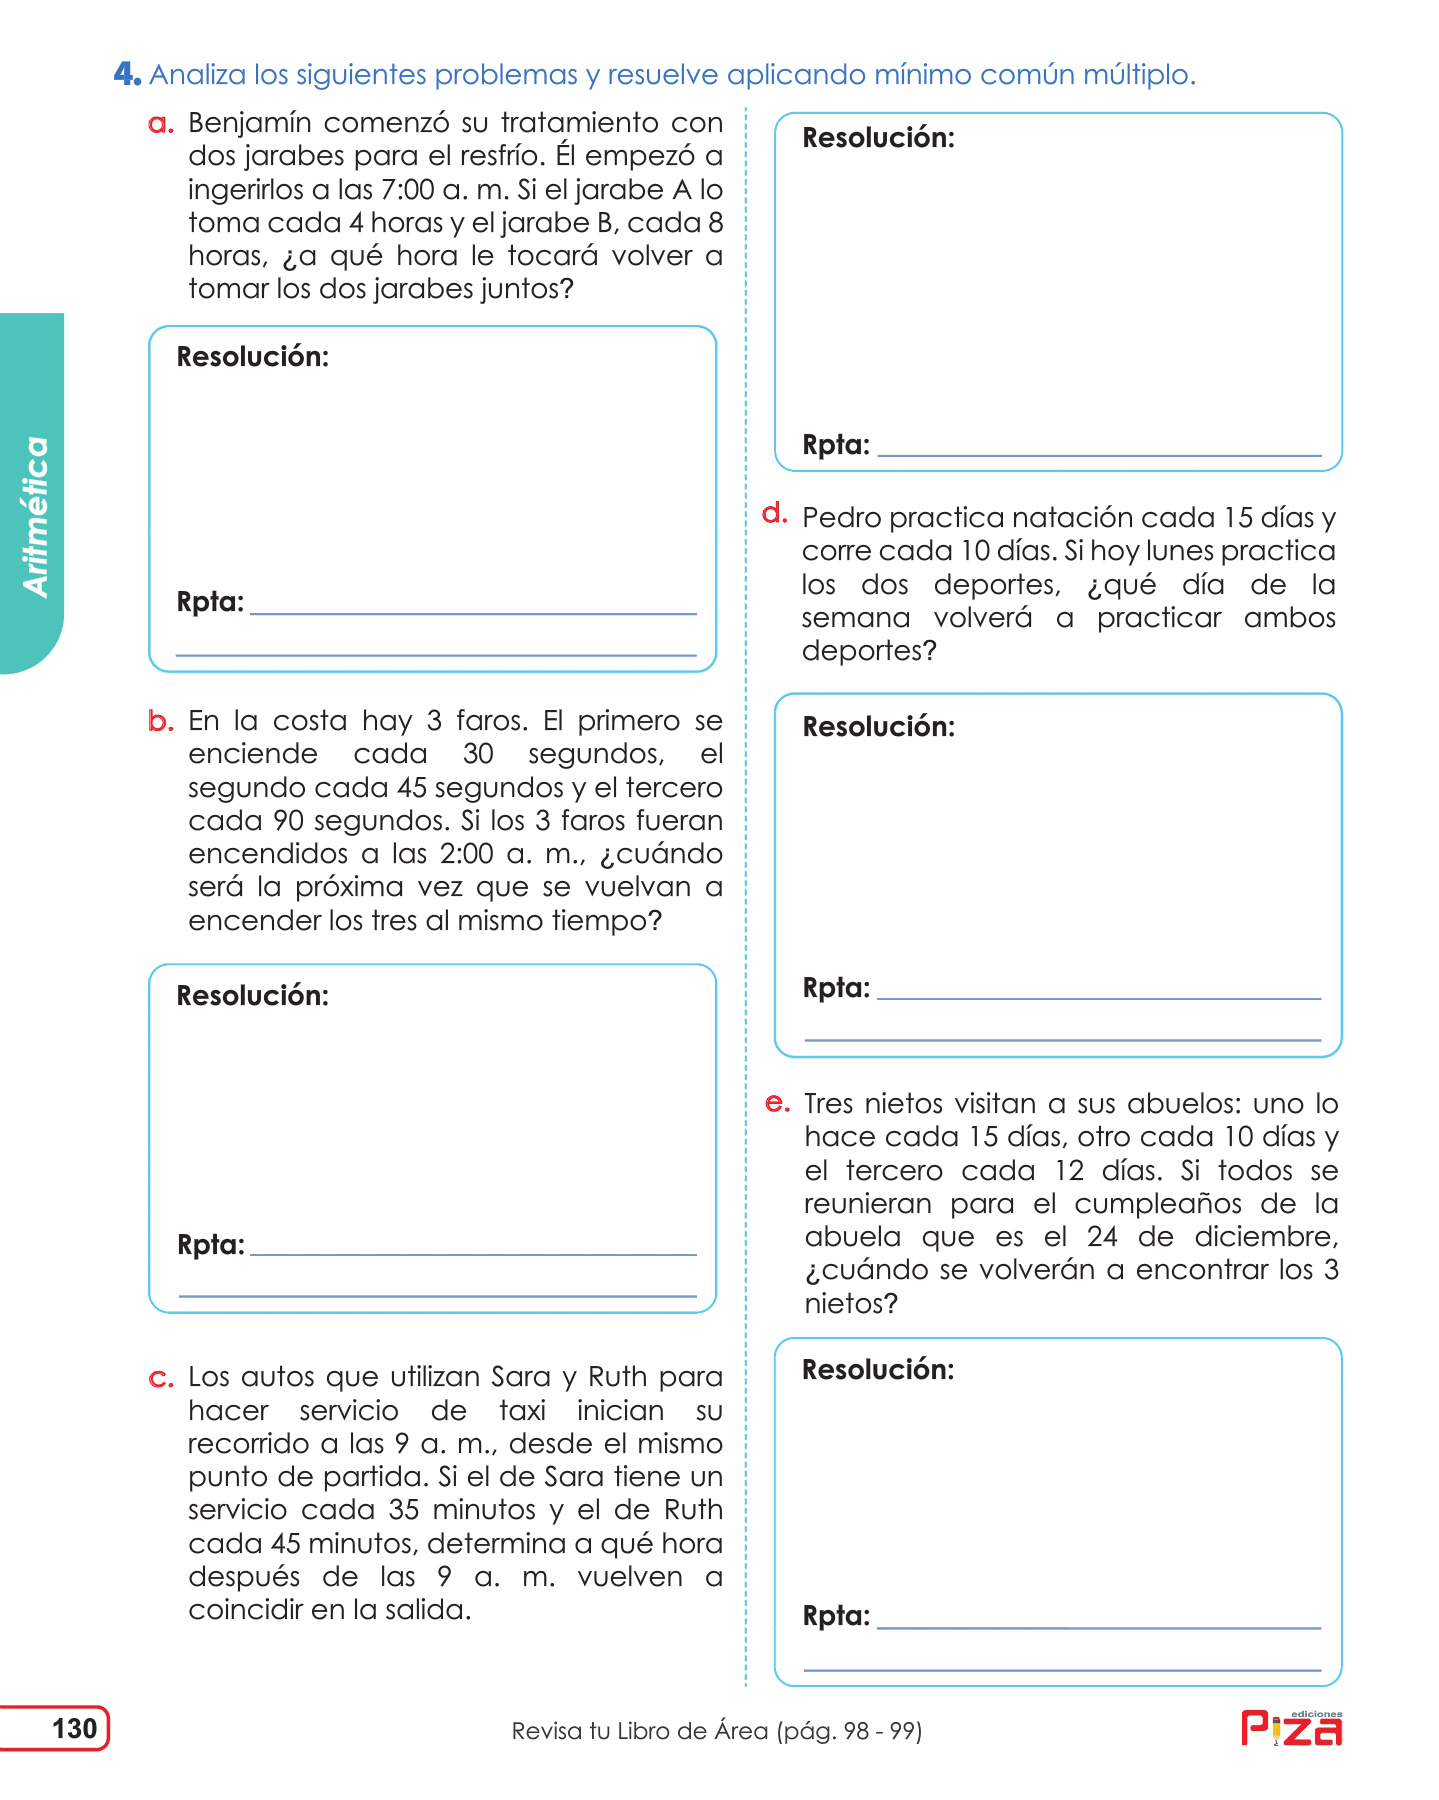 4. Analiza los siguientes problemas y resuelve aplicando mínimo común múltiplo.
a. Benjamín comenzó su tratamiento con
dos jarabes para el resfrío. Él empezó a
ingerirlos a las 7:00 a. m. Si el jarabe A lo
toma cada 4 horas y el jarabe B, cada 8
horas, ¿a qué hora le tocará volver a
tomar los dos jarabes juntos?
Resolución:
Rpta:
b. En la costa hay 3 faros. El primero se
enciende cada 30 segundos, el
segundo cada 45 segundos y el tercero
cada 90 segundos. Si los 3 faros fueran
encendidos a las 2:00 a. m., ¿cuándo
será la próxima vez que se vuelvan a
encender los tres al mismo tiempo?
Resolución:
Rpta:
c. Los autos que utilizan Sara y Ruth para
hacer servicio de taxi inician su
recorrido a las 9 a. m., desde el mismo
punto de partida. Si el de Sara tiene un
servicio cada 35 minutos y el de Ruth
cada 45 minutos, determina a qué hora
después de las 9 a. m. vuelven a
coincidir en la salida.
Resolución:
Rpta:
d. Pedro practica natación cada 15 días y
corre cada 10 días. Si hoy lunes practica
los dos deportes, ¿qué día de la
semana volverá a practicar ambos
deportes?
Resolución:
Rpta:
e. Tres nietos visitan a sus abuelos: uno lo
hace cada 15 días, otro cada 10 días y
el tercero cada 12 días. Si todos se
reunieran para el cumpleaños de la
abuela que es el 24 de diciembre,
¿cuándo se volverán a encontrar los 3
nietos?
Resolución:
Rpta:
Aritmética
130
Revisa tu Libro de Área (pág. 98 - 99)
ediciones
Piza